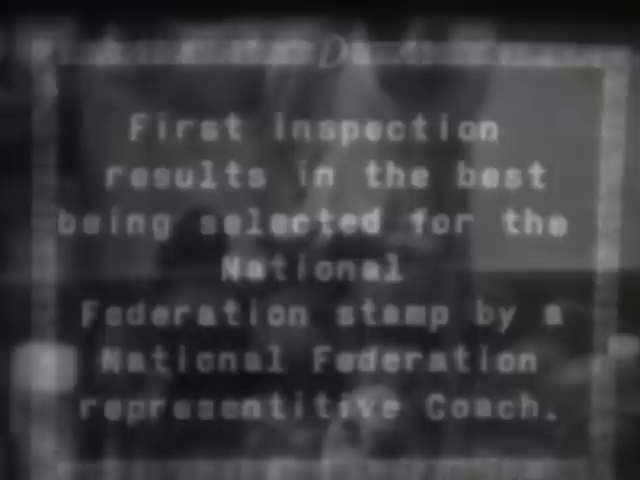 First inspection
results in the best
being selected for the
National
Federation stamp by a
National Federation
representitive Coach.